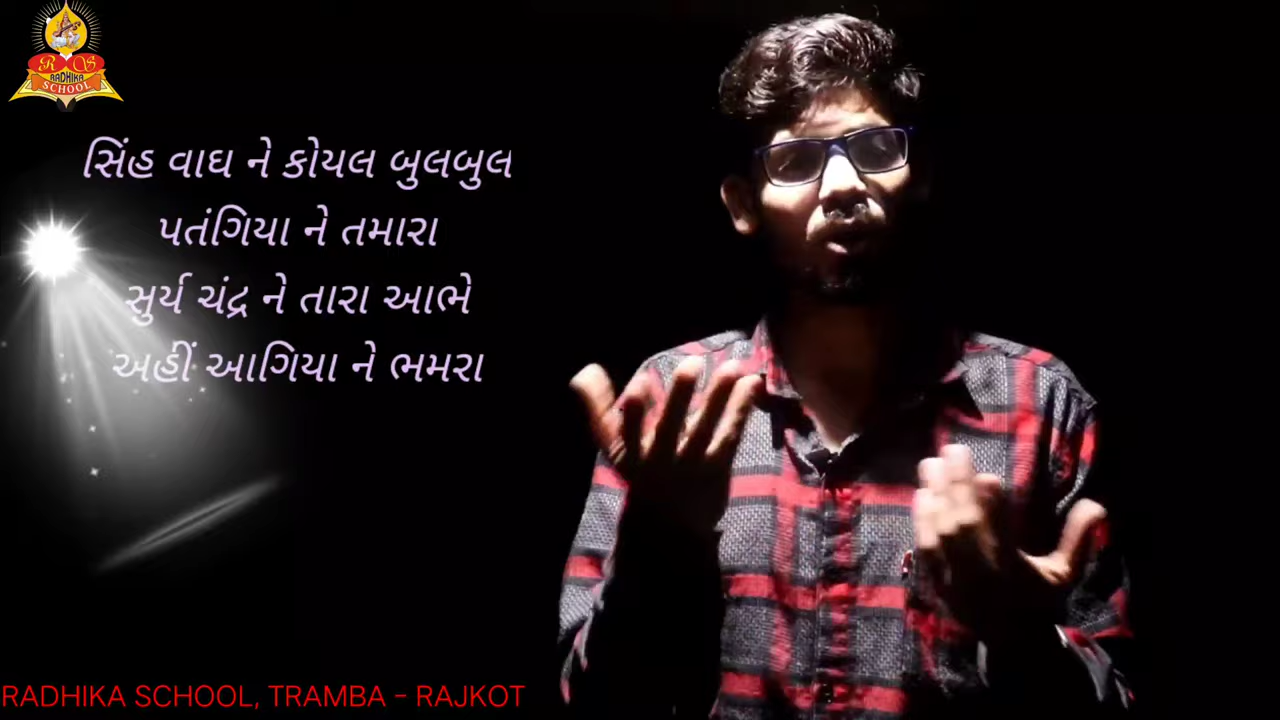 R S
RADHIKA
SCHOOL
સિંહ વાઘ ને કોયલ બુલબુલ
પતંગિયા ને તમારા
સુર્ય ચંદ્ર ને તારા આભે
અહીં આગિયા ને ભમરા
RADHIKA SCHOOL, TRAMBA - RAJKOT